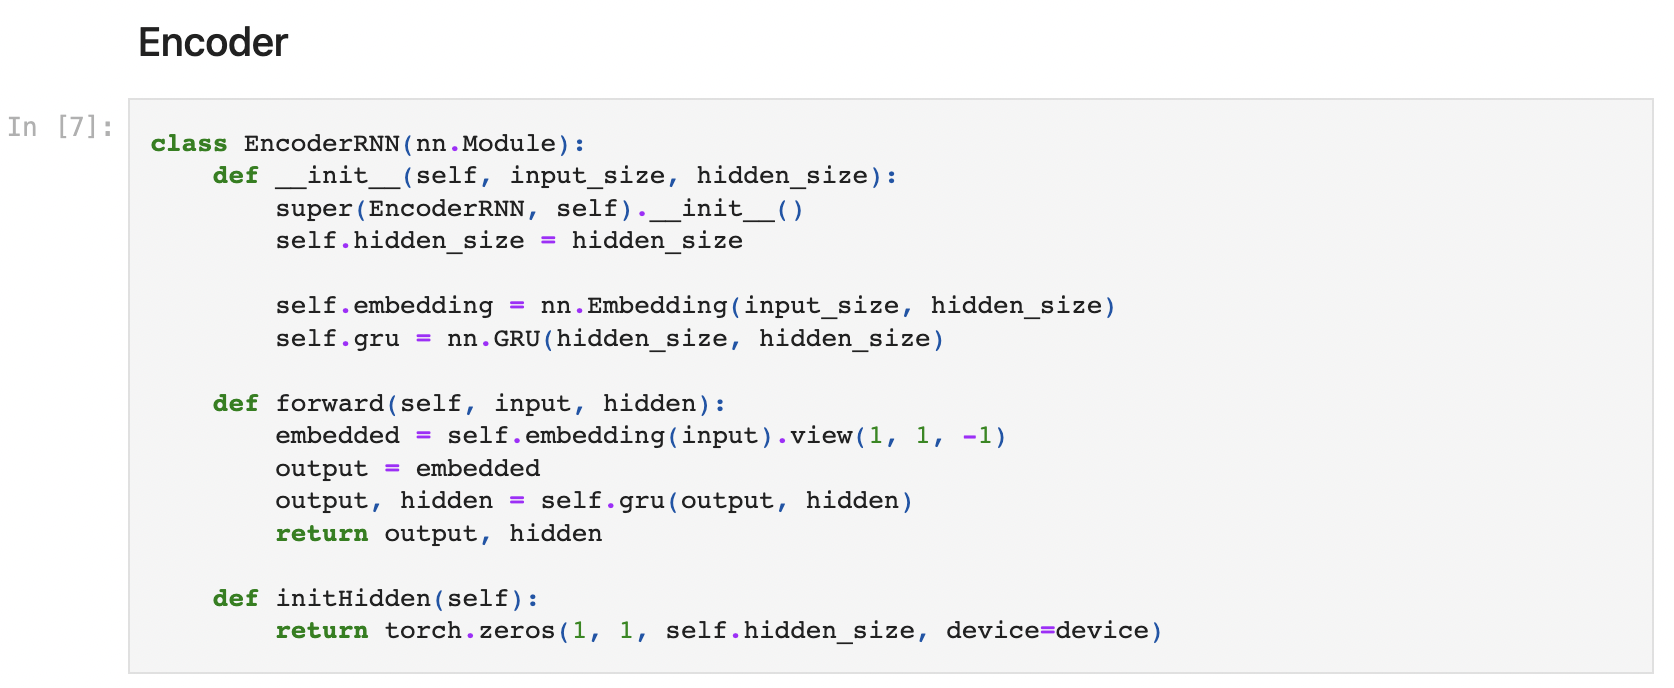 Encoder
In [7]:
class EncoderRNN(nn.Module):
    def __init__(self, input_size, hidden_size):
        super(EncoderRNN, self).__init__()
        self.hidden_size = hidden_size

        self.embedding = nn.Embedding(input_size, hidden_size)
        self.gru = nn.GRU(hidden_size, hidden_size)

    def forward(self, input, hidden):
        embedded = self.embedding(input).view(1, 1, -1)
        output = embedded
        output, hidden = self.gru(output, hidden)
        return output, hidden

    def initHidden(self):
        return torch.zeros(1, 1, self.hidden_size, device=device)